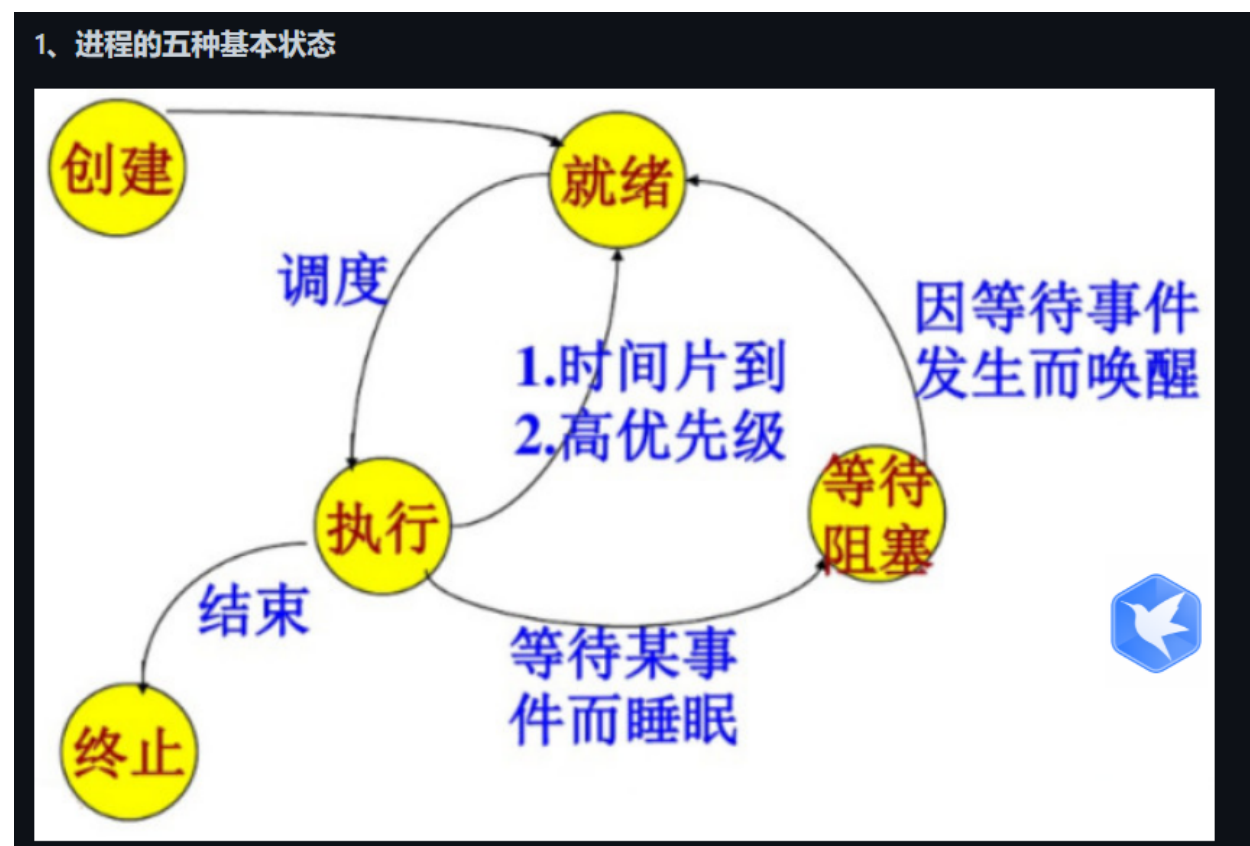 1、进程的五种基本状态
创建
就绪
调度
因等待事件
发生而唤醒
1.时间片到
2.高优先级
等待
阻塞
执行
结束
等待某事
件而睡眠
终止